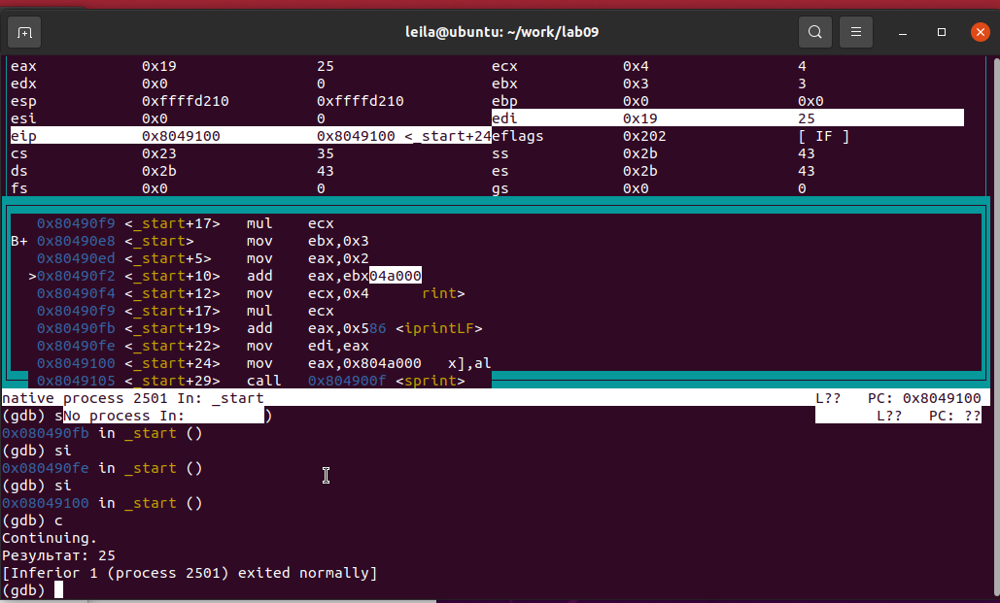 leila@ubuntu: ~/work/lab09
eax 0x19 25 ecx 0x4 4
edx 0x0 0 ebx 0x3 3
esp 0xffffd210 0xffffd210 ebp 0x0 0x0
esi 0x0 0 edi 0x19 25
eip 0x8049100 0x8049100 <_start+24 eflags 0x202 [ IF ]
cs 0x23 35 ss 0x2b 43
ds 0x2b 43 es 0x2b 43
fs 0x0 0 gs 0x0 0
0x80490f9 <_start+17> mul ecx
B+ 0x80490e8 <_start> mov ebx,0x3
0x80490ed <_start+5> mov eax,0x2
>0x80490f2 <_start+10> add eax,ebx04a000
0x80490f4 <_start+12> mov ecx,0x4 rint>
0x80490f9 <_start+17> mul ecx
0x80490fb <_start+19> add eax,0x586 <iprintLF>
0x80490fe <_start+22> mov edi,eax
0x8049100 <_start+24> mov eax,0x804a000 x],al
0x8049105 <_start+29> call 0x804900f <sprint>
native process 2501 In: _start L?? PC: 0x8049100
(gdb) sNo process In: ) L?? PC: ??
0x080490fb in _start ()
(gdb) si
0x080490fe in _start ()
(gdb) si
0x08049100 in _start ()
(gdb) c
Continuing.
Результат: 25
[Inferior 1 (process 2501) exited normally]
(gdb)